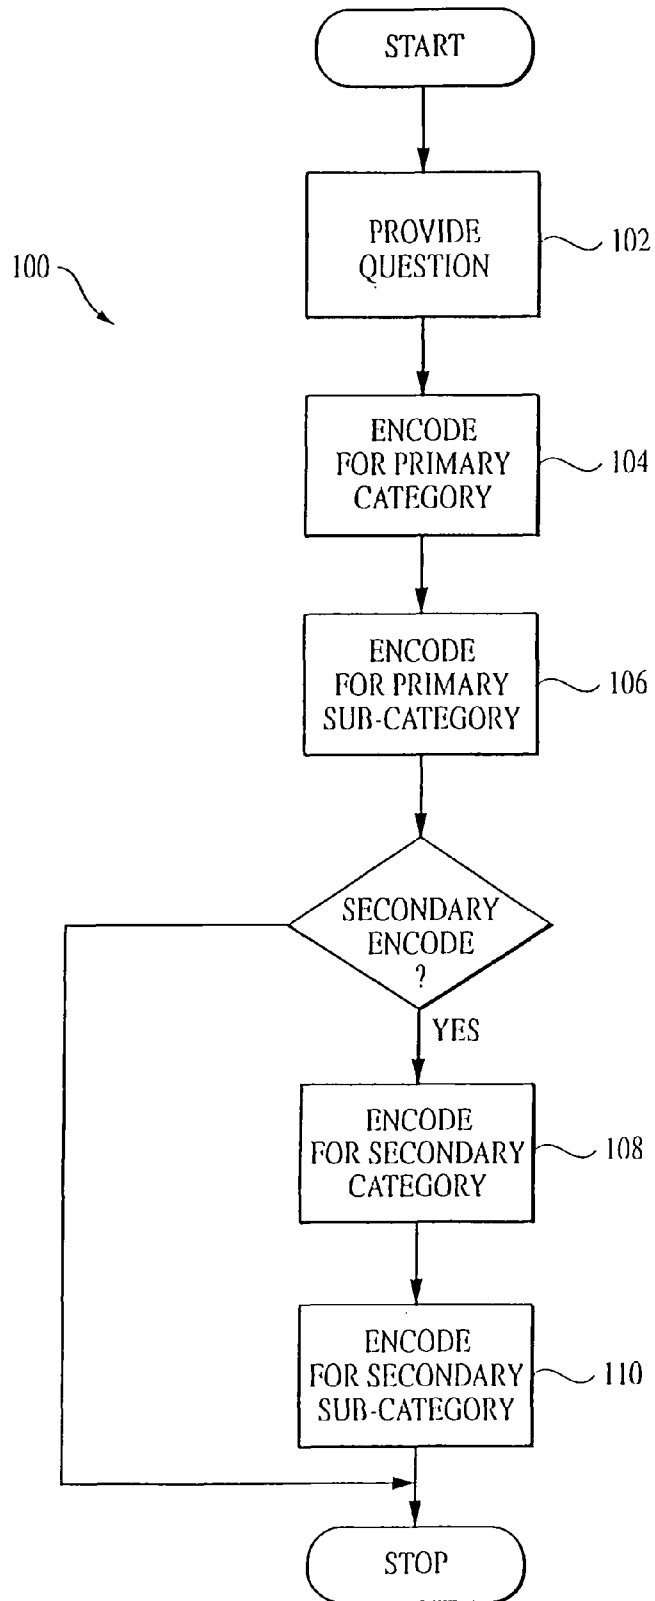 START
PROVIDE
QUESTION
102
100
ENCODE
FOR PRIMARY
CATEGORY
104
ENCODE
FOR PRIMARY
SUB-CATEGORY
106
SECONDARY
ENCODE
?
YES
ENCODE
FOR SECONDARY
CATEGORY
108
ENCODE
FOR SECONDARY
SUB-CATEGORY
110
STOP